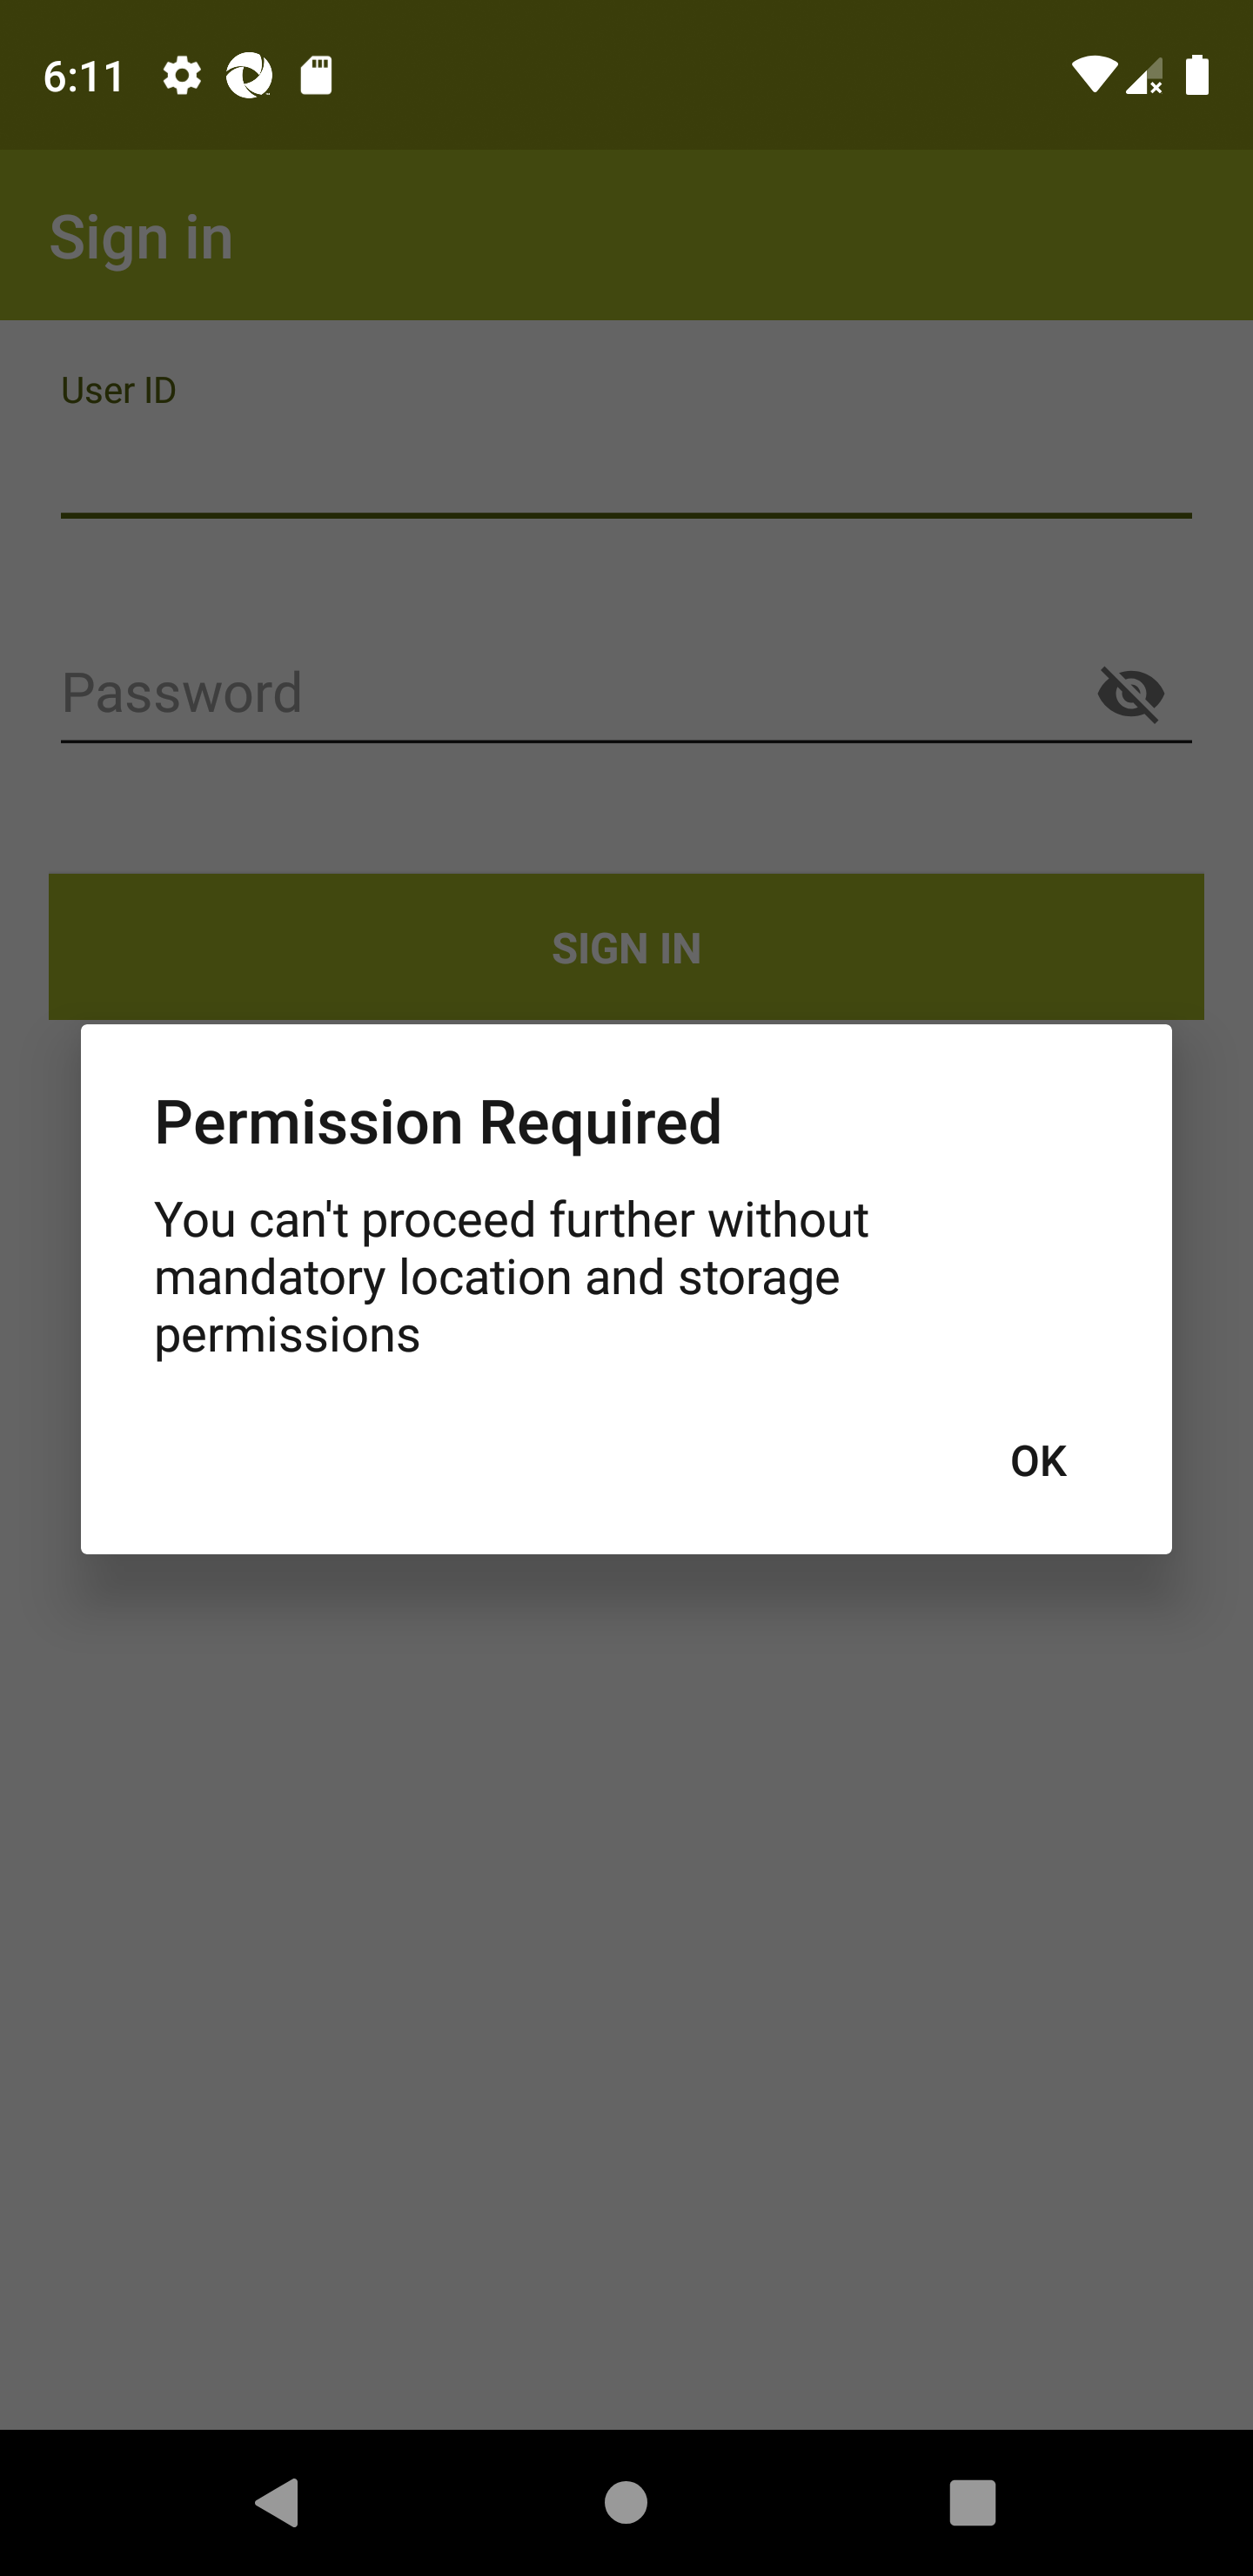 6:11
Sign in
User ID
Password
SIGN IN
Permission Required
You can't proceed further without
mandatory location and storage
permissions
OK